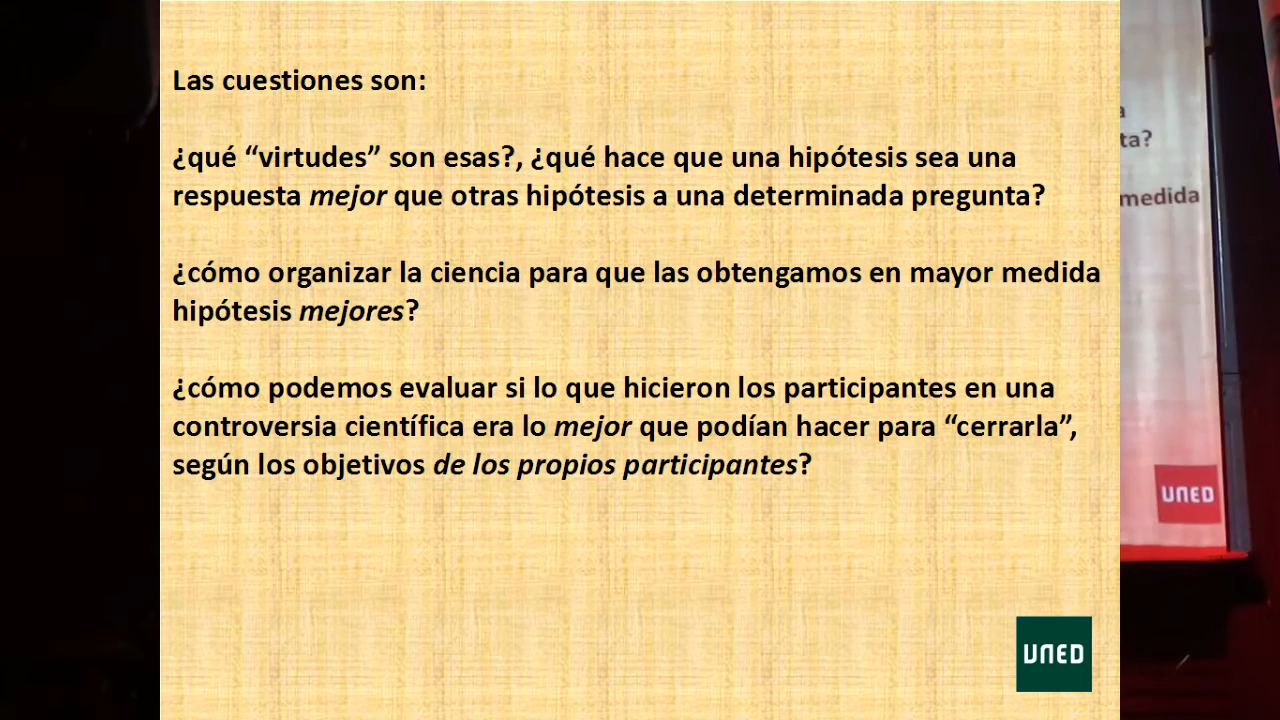 Las cuestiones son:
¿qué “virtudes” son esas?, ¿qué hace que una hipótesis sea una
respuesta mejor que otras hipótesis a una determinada pregunta?
¿cómo organizar la ciencia para que las obtengamos en mayor medida
hipótesis mejores?
¿cómo podemos evaluar si lo que hicieron los participantes en una
controversia científica era lo mejor que podían hacer para “cerrarla”,
según los objetivos de los propios participantes?
UNED
ta?
medida
UNED